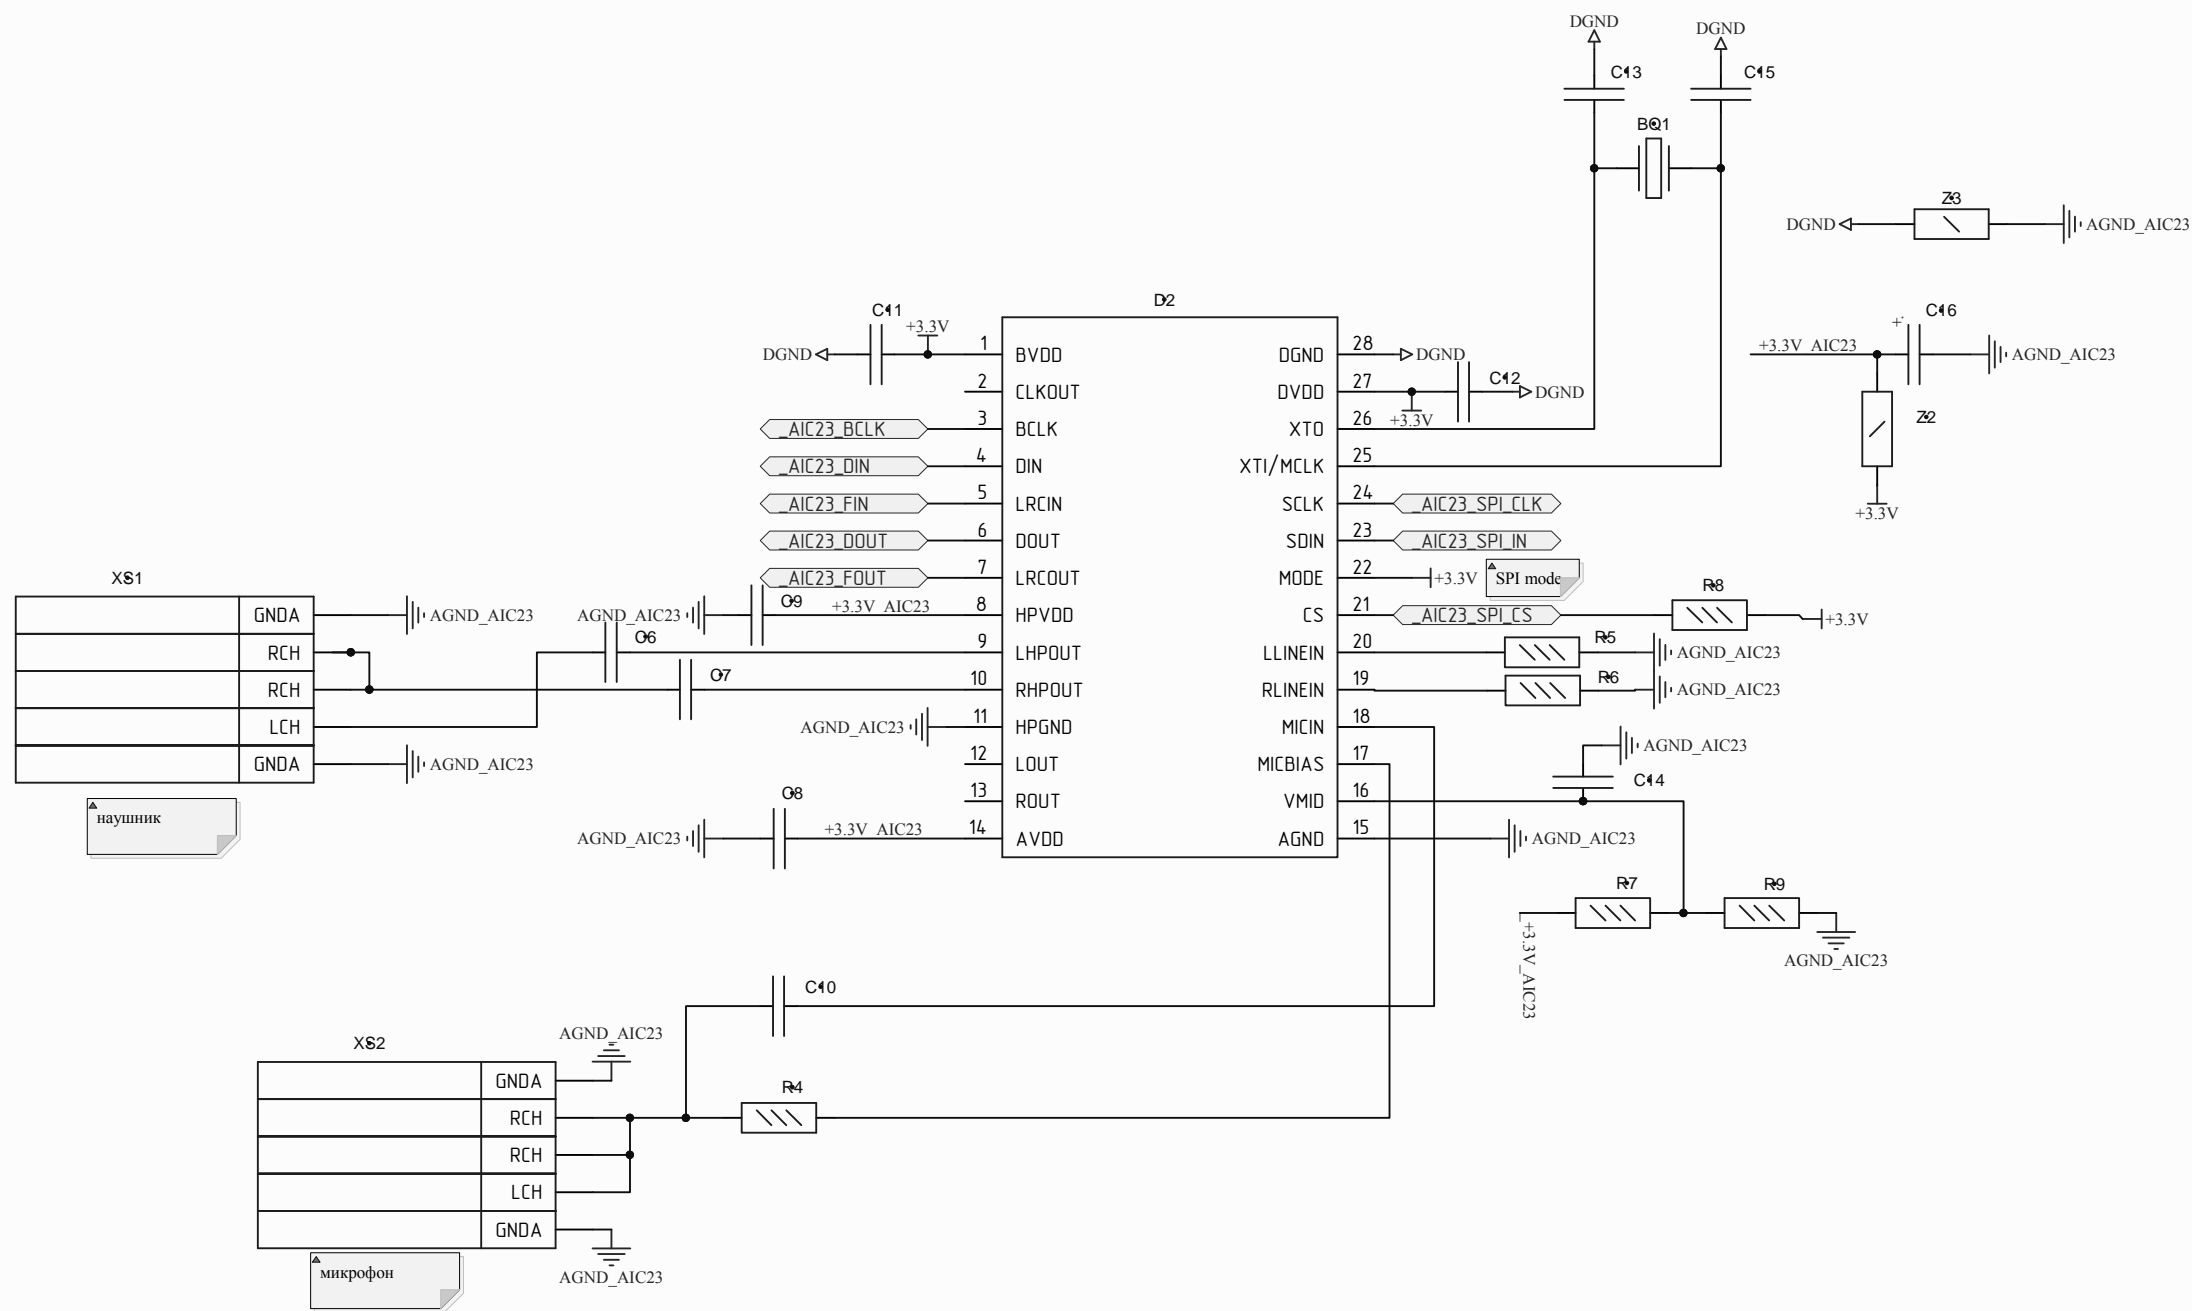 DGND
DGND
C13
C15
BQ1
Z3
DGND
AGND_AIC23
D2
C11
+3.3V
C16
+
DGND
1
BVDD
DGND
28
DGND
+3.3V_AIC23
AGND_AIC23
2
CLKOUT
DVDD
27
C12
DGND
+3.3V
3
_AIC23_BCLK
BCLK
XTO
26
Z2
_AIC23_DIN
4
DIN
XTI/MCLK
25
_AIC23_FIN
5
LRCIN
SCLK
24
_AIC23_SPI_CLK
+3.3V
_AIC23_DOUT
6
DOUT
SDIN
23
_AIC23_SPI_IN
XS1
_AIC23_FOUT
7
LRCOUT
MODE
22
+3.3V
SPI mode
R8
GNDA
AGND_AIC23
AGND_AIC23
C9
+3.3V_AIC23
8
HPVDD
CS
21
_AIC23_SPI_CS
+3.3V
RCH
C6
9
LHPOUT
LLINEIN
20
R5
AGND_AIC23
RCH
C7
10
RHPOUT
RLINEIN
19
R6
AGND_AIC23
LCH
AGND_AIC23
11
HPGND
MICIN
18
AGND_AIC23
GNDA
AGND_AIC23
12
LOUT
MICBIAS
17
C14
наушник
C8
13
ROUT
VMID
16
AGND_AIC23
+3.3V_AIC23
14
AVDD
AGND
15
AGND_AIC23
R7
R9
+3.3V_AIC23
AGND_AIC23
C10
XS2
AGND_AIC23
GNDA
RCH
R4
RCH
LCH
GNDA
AGND_AIC23
микрофон